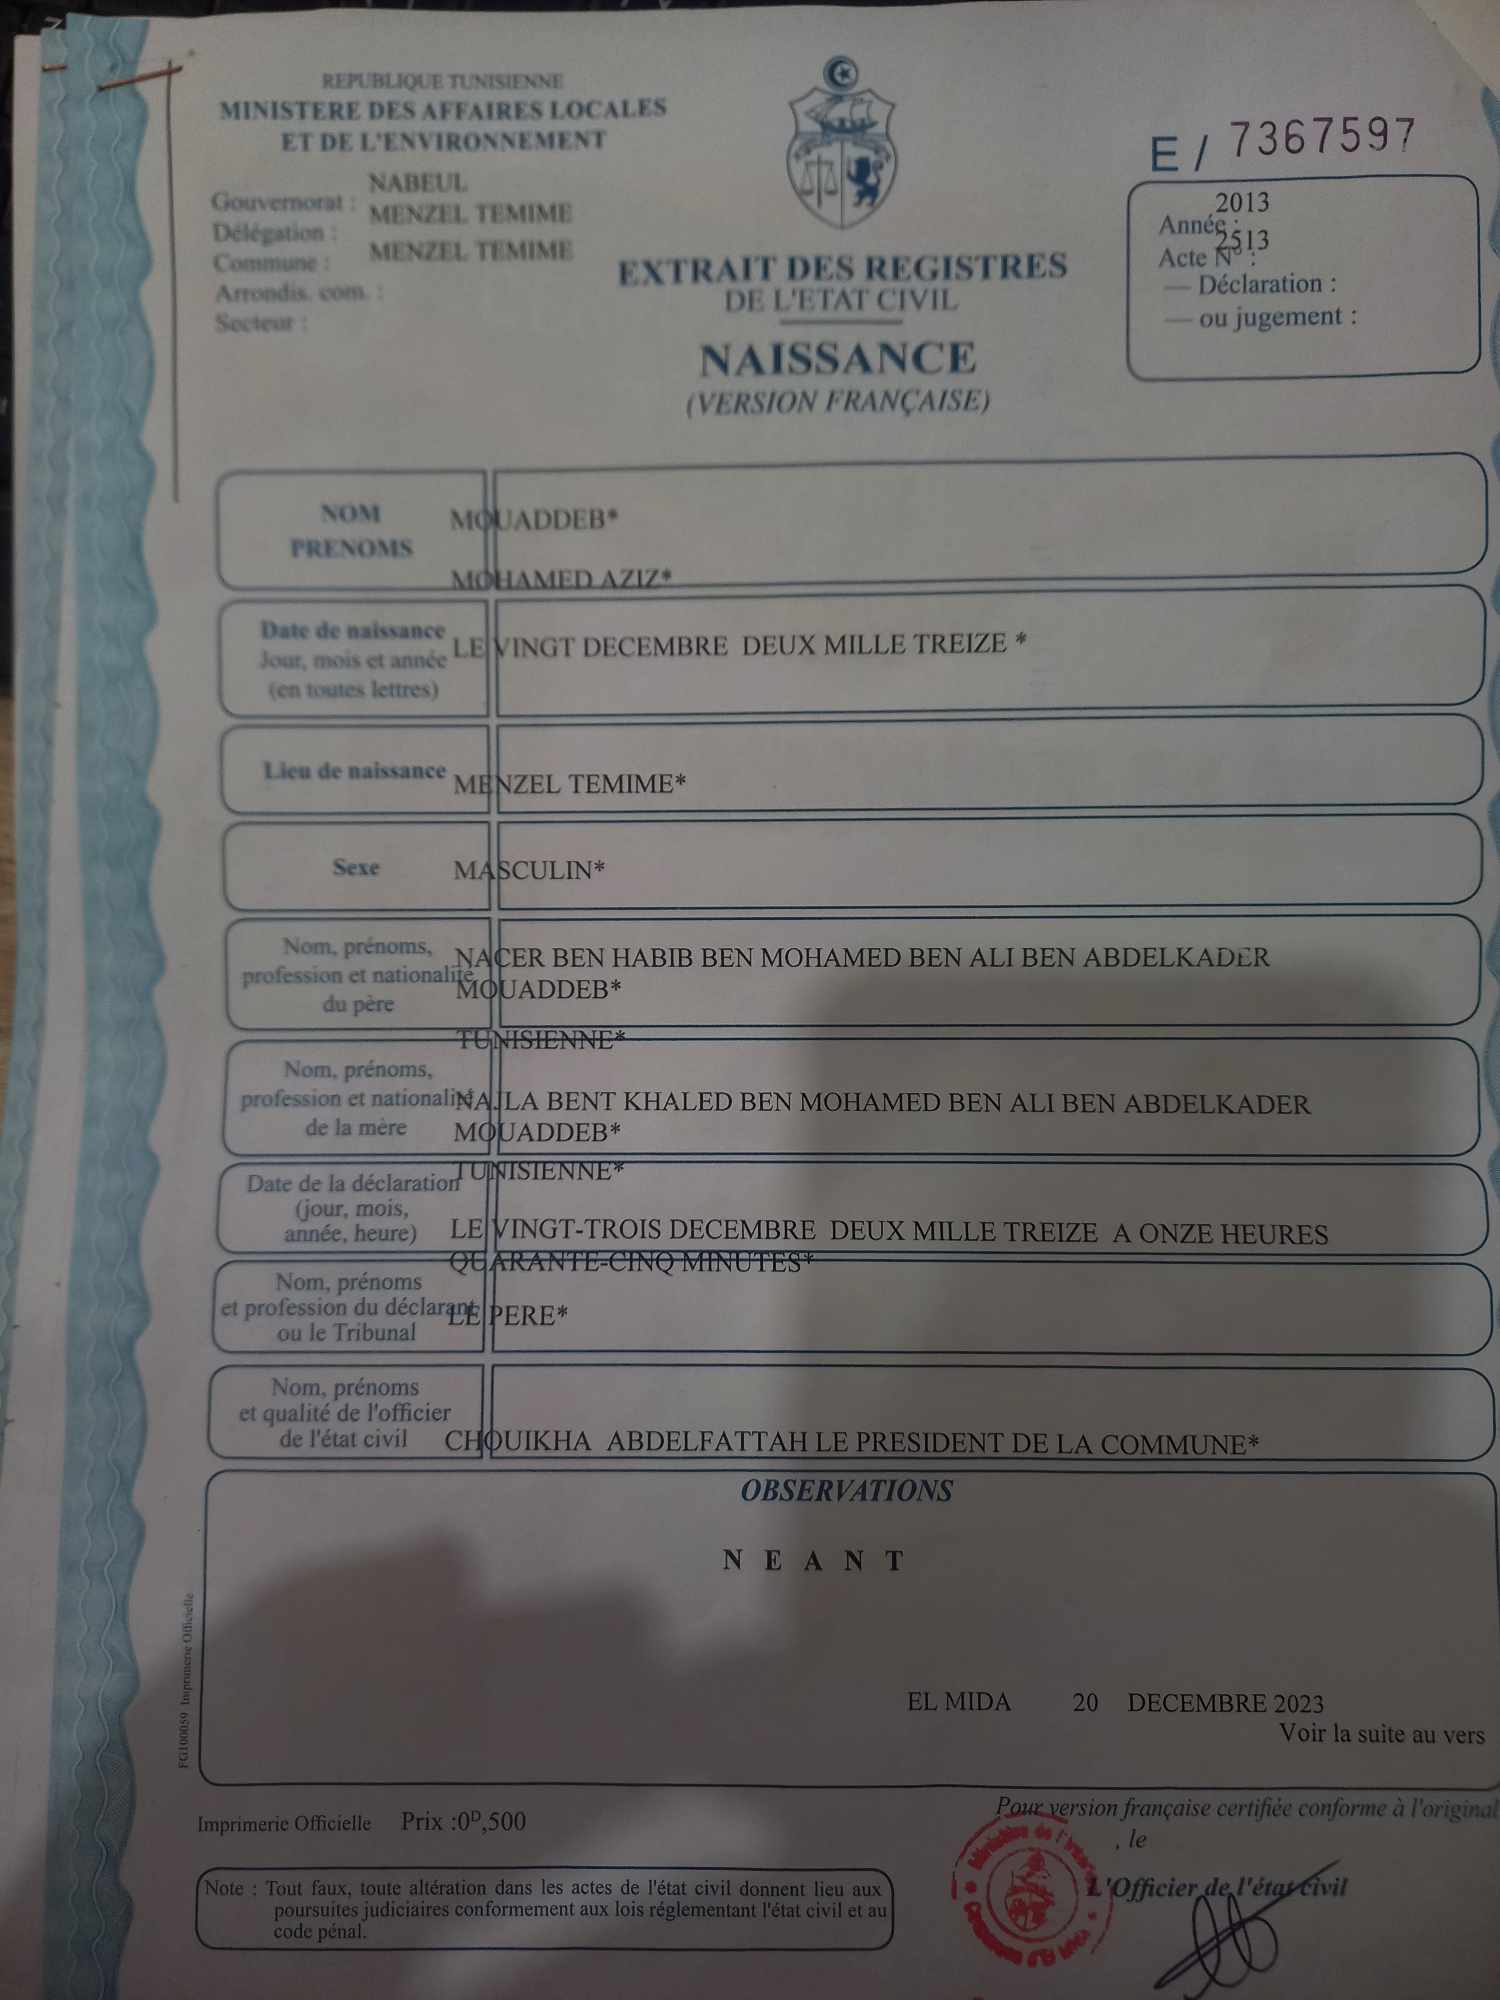 REPUBLIQUE TUNISIENNE
MINISTERE DES AFFAIRES LOCALES
ET DE L'ENVIRONNEMENT
Gouvernorat : NABEUL
Délégation : MENZEL TEMIME
Commune : MENZEL TEMIME
Arrondis. com. :
Secteur :
EXTRAIT DES REGISTRES
DE L'ETAT CIVIL
NAISSANCE
(VERSION FRANÇAISE)
E / 7367597
Année : 2013
Acte N° : 2513
— Déclaration :
— ou jugement :
NOM
PRENOMS
MOUADDEB*
MOHAMED AZIZ*
Date de naissance
Jour, mois et année
(en toutes lettres)
LE VINGT DECEMBRE DEUX MILLE TREIZE *
Lieu de naissance
MENZEL TEMIME*
Sexe
MASCULIN*
Nom, prénoms,
profession et nationalité
du père
NACER BEN HABIB BEN MOHAMED BEN ALI BEN ABDELKADER
MOUADDEB*
TUNISIENNE*
Nom, prénoms,
profession et nationalité
de la mère
NAJLA BENT KHALED BEN MOHAMED BEN ALI BEN ABDELKADER
MOUADDEB*
TUNISIENNE*
Date de la déclaration
(jour, mois,
année, heure)
LE VINGT-TROIS DECEMBRE DEUX MILLE TREIZE A ONZE HEURES
QUARANTE-CINQ MINUTES*
Nom, prénoms
et profession du déclarant
ou le Tribunal
LE PERE*
Nom, prénoms
et qualité de l'officier
de l'état civil
CHOUIKHA ABDELFATTAH LE PRESIDENT DE LA COMMUNE*
OBSERVATIONS
N E A N T
EL MIDA 20 DECEMBRE 2023
Voir la suite au vers
FG100059 Imprimerie Officielle
Imprimerie Officielle Prix :0ᴰ,500
Pour version française certifiée conforme à l'original
, le
L'Officier de l'état civil
Ministère de l'
Note : Tout faux, toute altération dans les actes de l'état civil donnent lieu aux
poursuites judiciaires conformement aux lois réglementant l'état civil et au
code pénal.